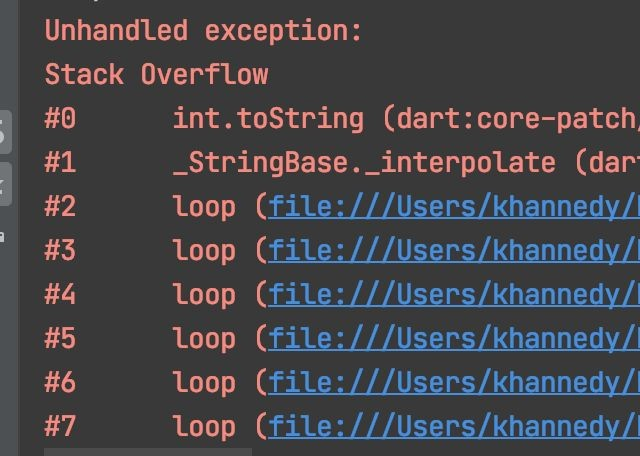 Unhandled exception:
Stack Overflow
#0 int.toString (dart:core-patch/
#1 _StringBase._interpolate (dar
#2 loop (file:///Users/khannedy/
#3 loop (file:///Users/khannedy/
#4 loop (file:///Users/khannedy/
#5 loop (file:///Users/khannedy/
#6 loop (file:///Users/khannedy/
#7 loop (file:///Users/khannedy/